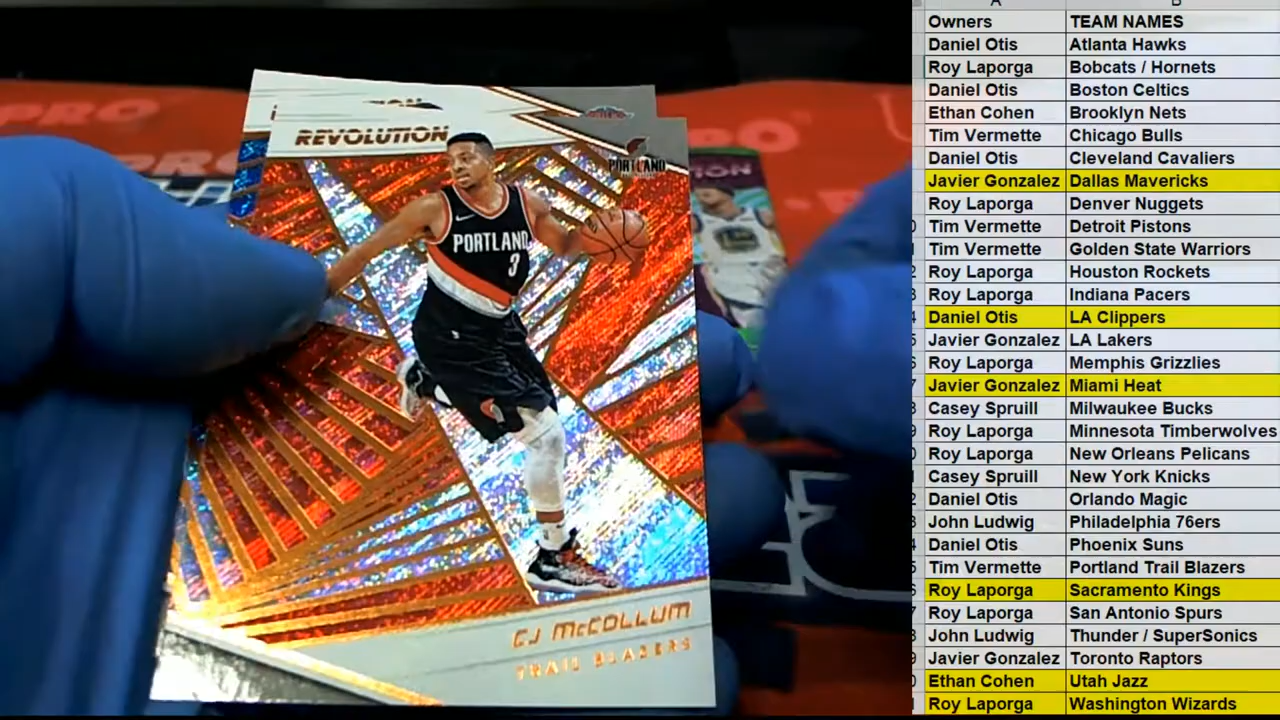 PRO
REVOLUTION
PORTLAND
PORTLAND
3
CJ McCOLLUM
TRAIL BLAZERS
Owners TEAM NAMES
Daniel Otis Atlanta Hawks
Roy Laporga Bobcats / Hornets
Daniel Otis Boston Celtics
Ethan Cohen Brooklyn Nets
Tim Vermette Chicago Bulls
Daniel Otis Cleveland Cavaliers
Javier Gonzalez Dallas Mavericks
Roy Laporga Denver Nuggets
Tim Vermette Detroit Pistons
Tim Vermette Golden State Warriors
Roy Laporga Houston Rockets
Roy Laporga Indiana Pacers
Daniel Otis LA Clippers
Javier Gonzalez LA Lakers
Roy Laporga Memphis Grizzlies
Javier Gonzalez Miami Heat
Casey Spruill Milwaukee Bucks
Roy Laporga Minnesota Timberwolves
Roy Laporga New Orleans Pelicans
Casey Spruill New York Knicks
Daniel Otis Orlando Magic
John Ludwig Philadelphia 76ers
Daniel Otis Phoenix Suns
Tim Vermette Portland Trail Blazers
Roy Laporga Sacramento Kings
Roy Laporga San Antonio Spurs
John Ludwig Thunder / SuperSonics
Javier Gonzalez Toronto Raptors
Ethan Cohen Utah Jazz
Roy Laporga Washington Wizards